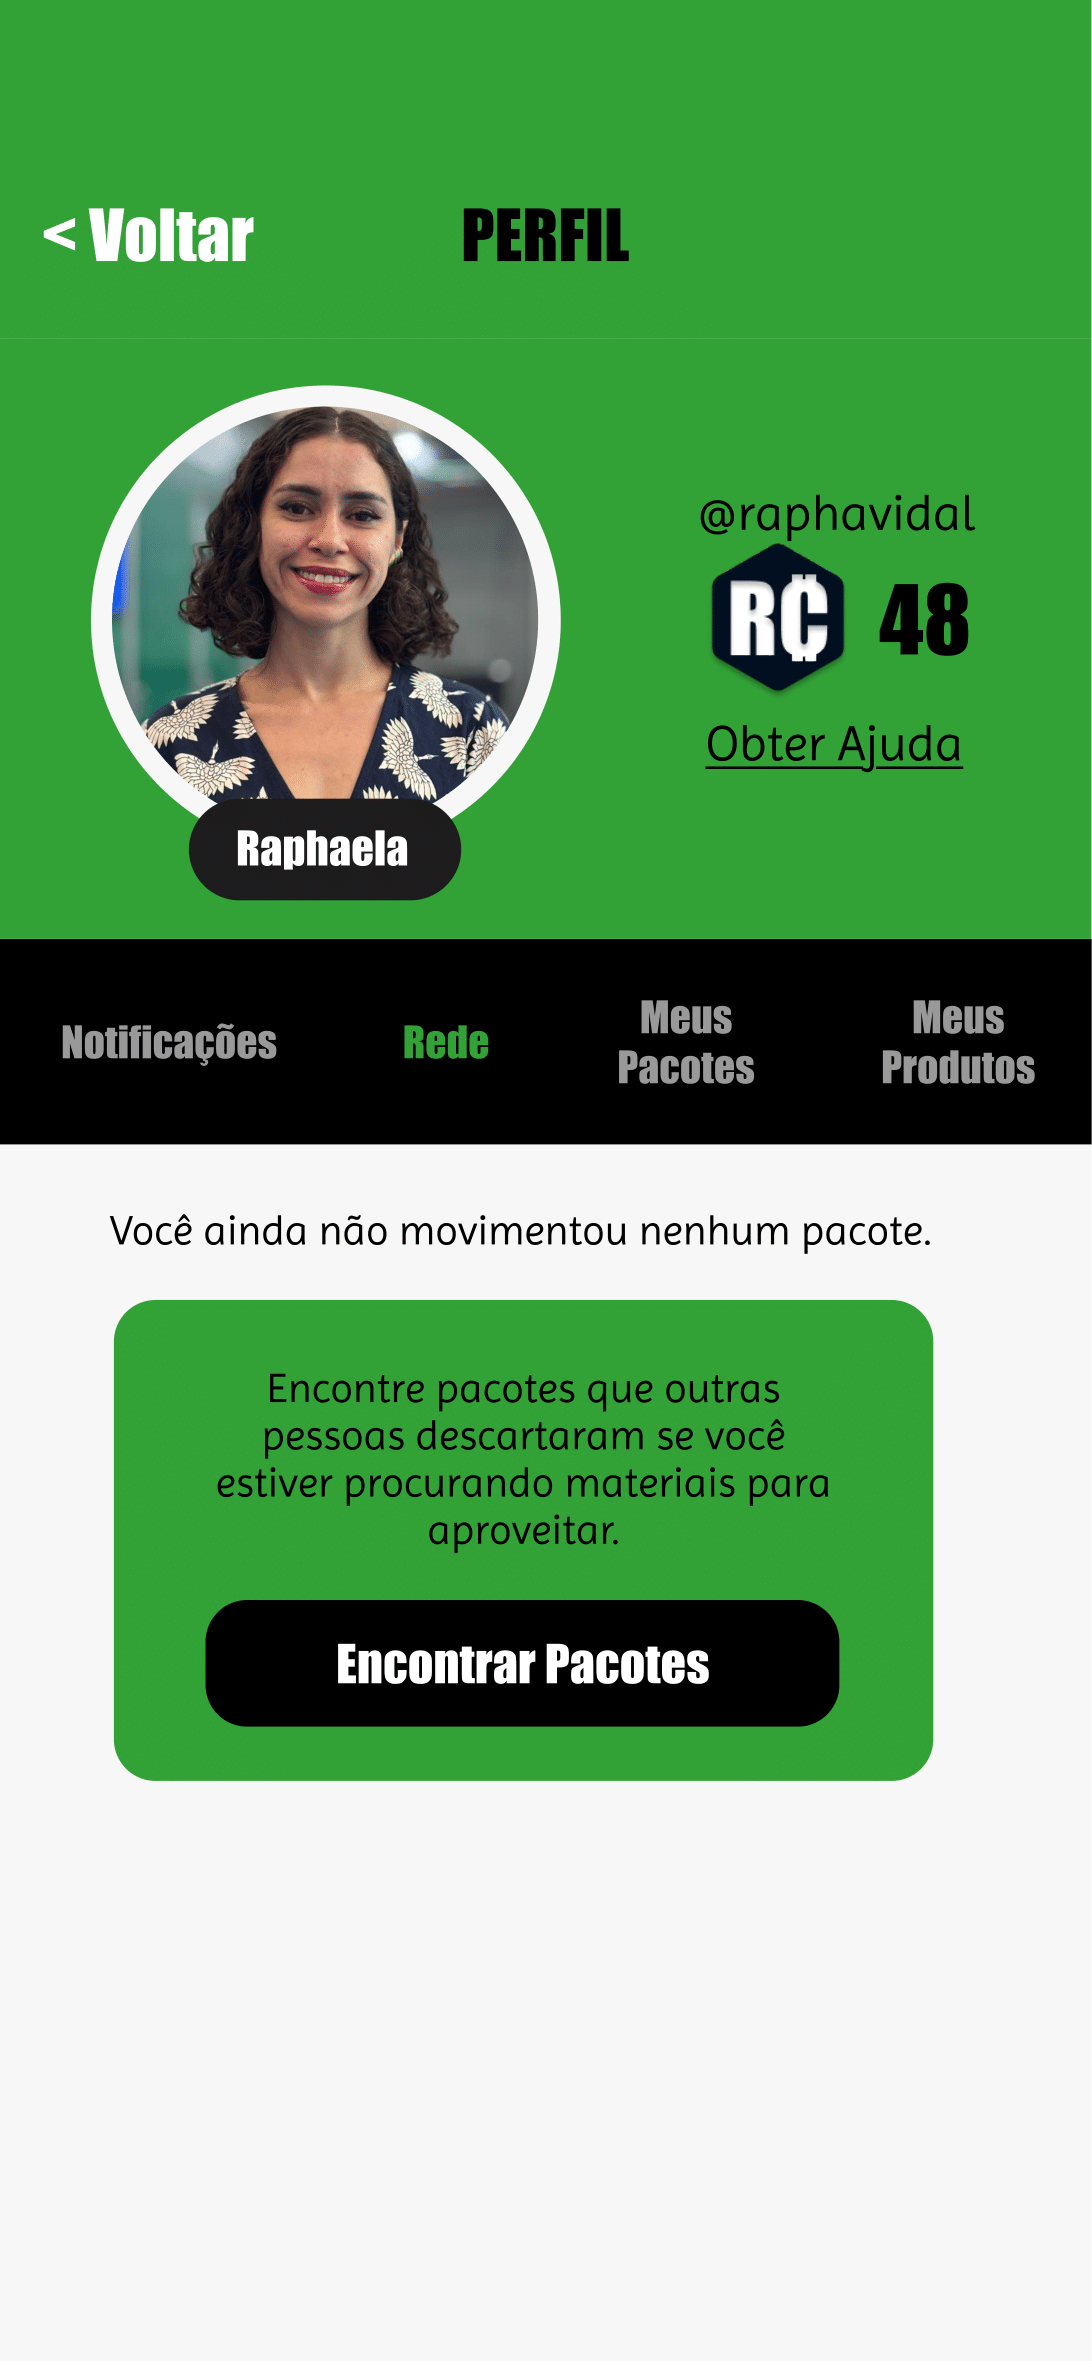 < Voltar
PERFIL
@raphavidal
R₵ 48
Obter Ajuda
Raphaela
Notificações
Rede
Meus
Pacotes
Meus
Produtos
Você ainda não movimentou nenhum pacote.
Encontre pacotes que outras
pessoas descartaram se você
estiver procurando materiais para
aproveitar.
Encontrar Pacotes